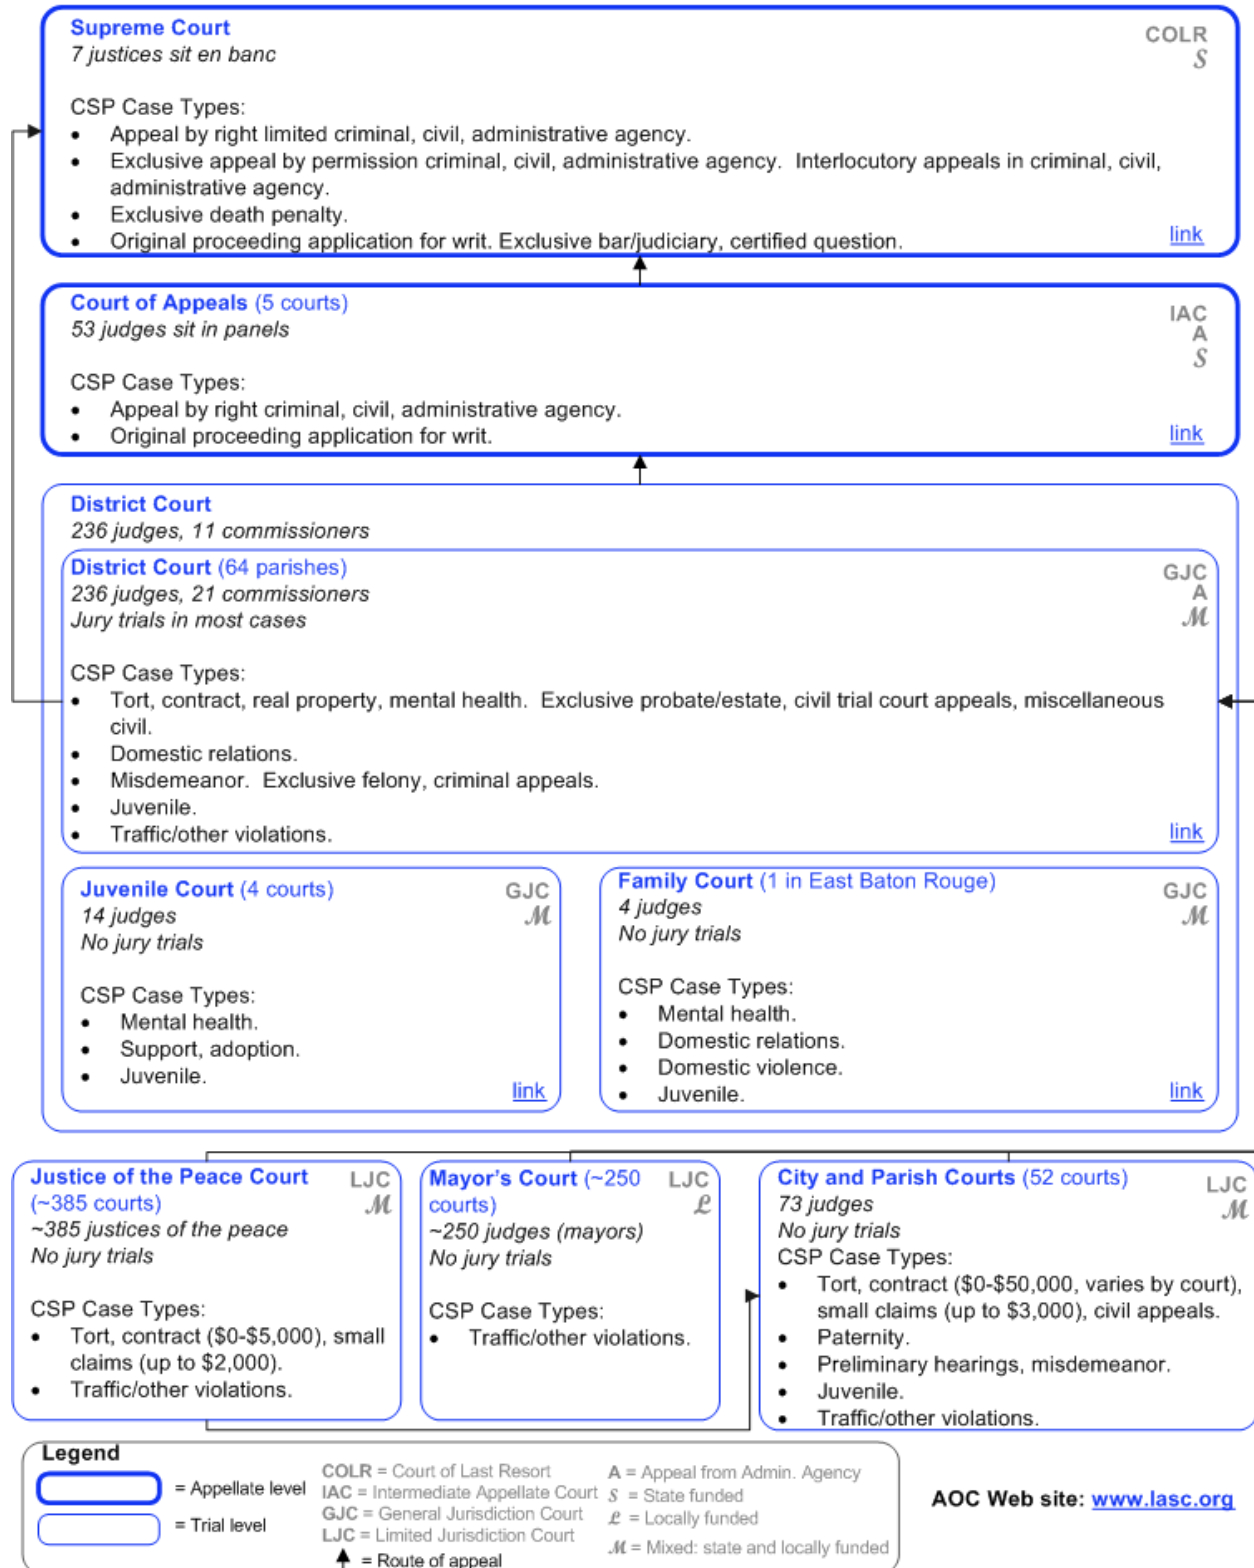 Supreme Court
COLR
7 justices sit en banc
S
CSP Case Types:
• Appeal by right limited criminal, civil, administrative agency.
• Exclusive appeal by permission criminal, civil, administrative agency. Interlocutory appeals in criminal, civil,
administrative agency.
• Exclusive death penalty.
• Original proceeding application for writ. Exclusive bar/judiciary, certified question.
link
Court of Appeals (5 courts)
IAC
53 judges sit in panels
A
S
CSP Case Types:
• Appeal by right criminal, civil, administrative agency.
• Original proceeding application for writ.
link
District Court
236 judges, 11 commissioners
District Court (64 parishes)
GJC
236 judges, 21 commissioners
A
Jury trials in most cases
M
CSP Case Types:
• Tort, contract, real property, mental health. Exclusive probate/estate, civil trial court appeals, miscellaneous
civil.
• Domestic relations.
• Misdemeanor. Exclusive felony, criminal appeals.
• Juvenile.
• Traffic/other violations.
link
Juvenile Court (4 courts)
GJC
14 judges
M
No jury trials
CSP Case Types:
• Mental health.
• Support, adoption.
• Juvenile.
link
Family Court (1 in East Baton Rouge)
GJC
4 judges
M
No jury trials
CSP Case Types:
• Mental health.
• Domestic relations.
• Domestic violence.
• Juvenile.
link
Justice of the Peace Court
LJC
(~385 courts)
M
~385 justices of the peace
No jury trials
CSP Case Types:
• Tort, contract ($0-$5,000), small
claims (up to $2,000).
• Traffic/other violations.
Mayor's Court (~250
LJC
courts)
L
~250 judges (mayors)
No jury trials
CSP Case Types:
• Traffic/other violations.
City and Parish Courts (52 courts)
LJC
73 judges
M
No jury trials
CSP Case Types:
• Tort, contract ($0-$50,000, varies by court),
small claims (up to $3,000), civil appeals.
• Paternity.
• Preliminary hearings, misdemeanor.
• Juvenile.
• Traffic/other violations.
Legend
= Appellate level
= Trial level
COLR = Court of Last Resort
IAC = Intermediate Appellate Court
GJC = General Jurisdiction Court
LJC = Limited Jurisdiction Court
= Route of appeal
A = Appeal from Admin. Agency
S = State funded
L = Locally funded
M = Mixed: state and locally funded
AOC Web site: www.lasc.org